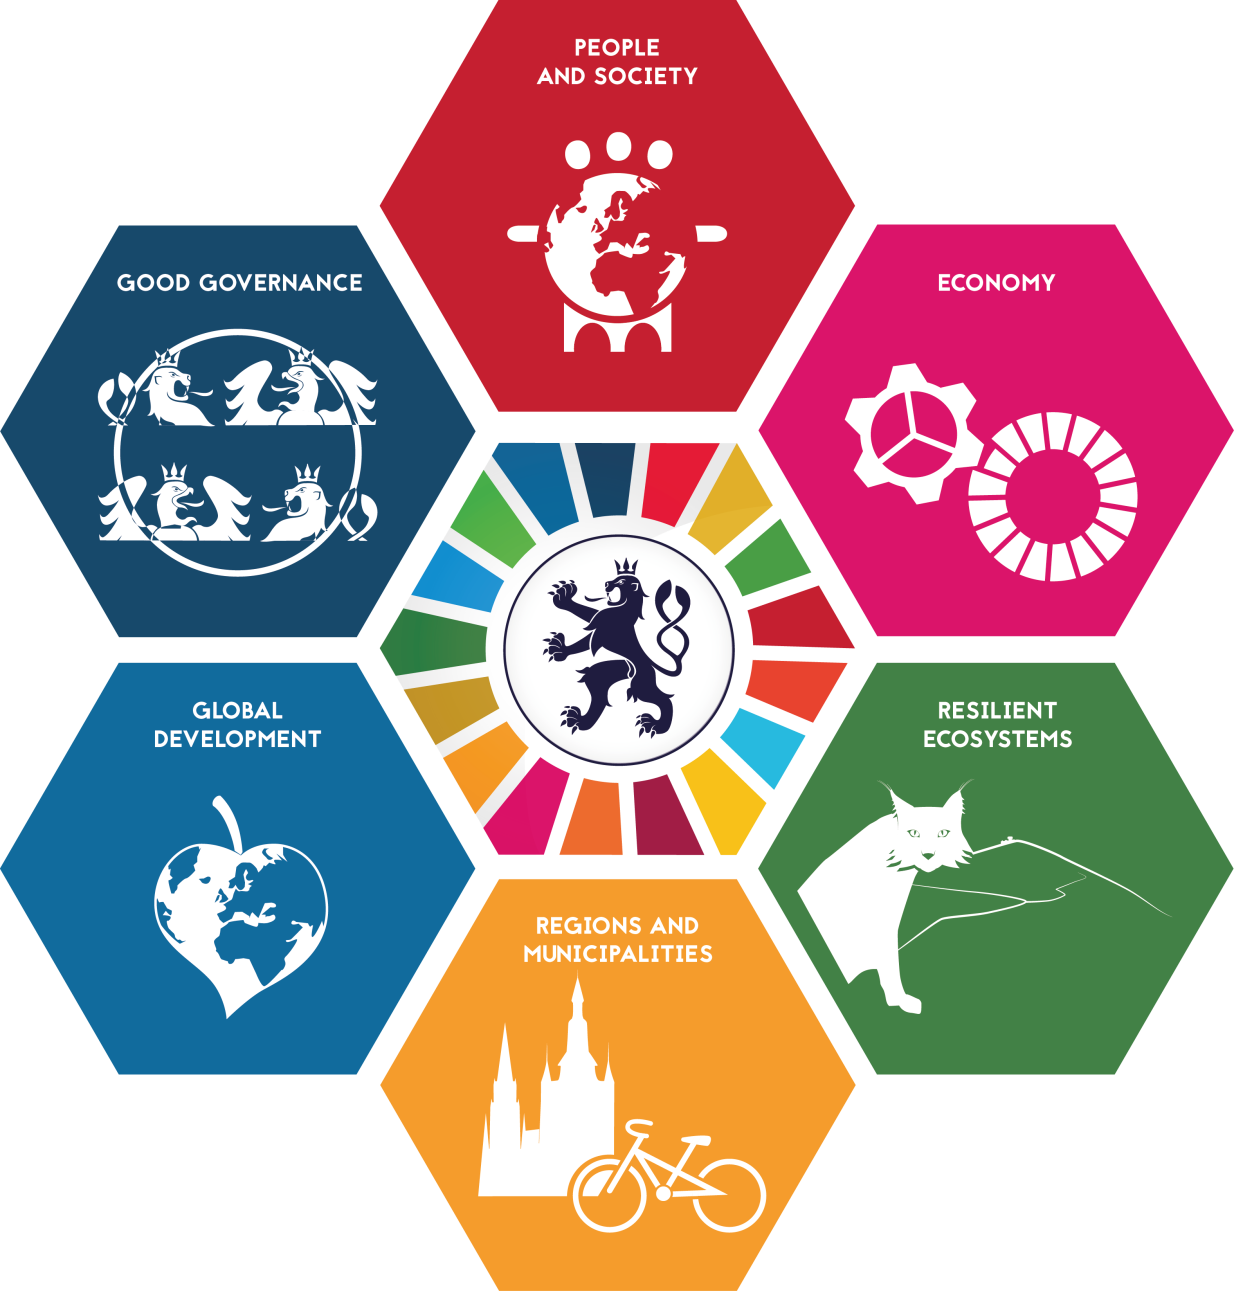 PEOPLE
AND SOCIETY
GOOD GOVERNANCE
ECONOMY
GLOBAL
DEVELOPMENT
RESILIENT
ECOSYSTEMS
REGIONS AND
MUNICIPALITIES